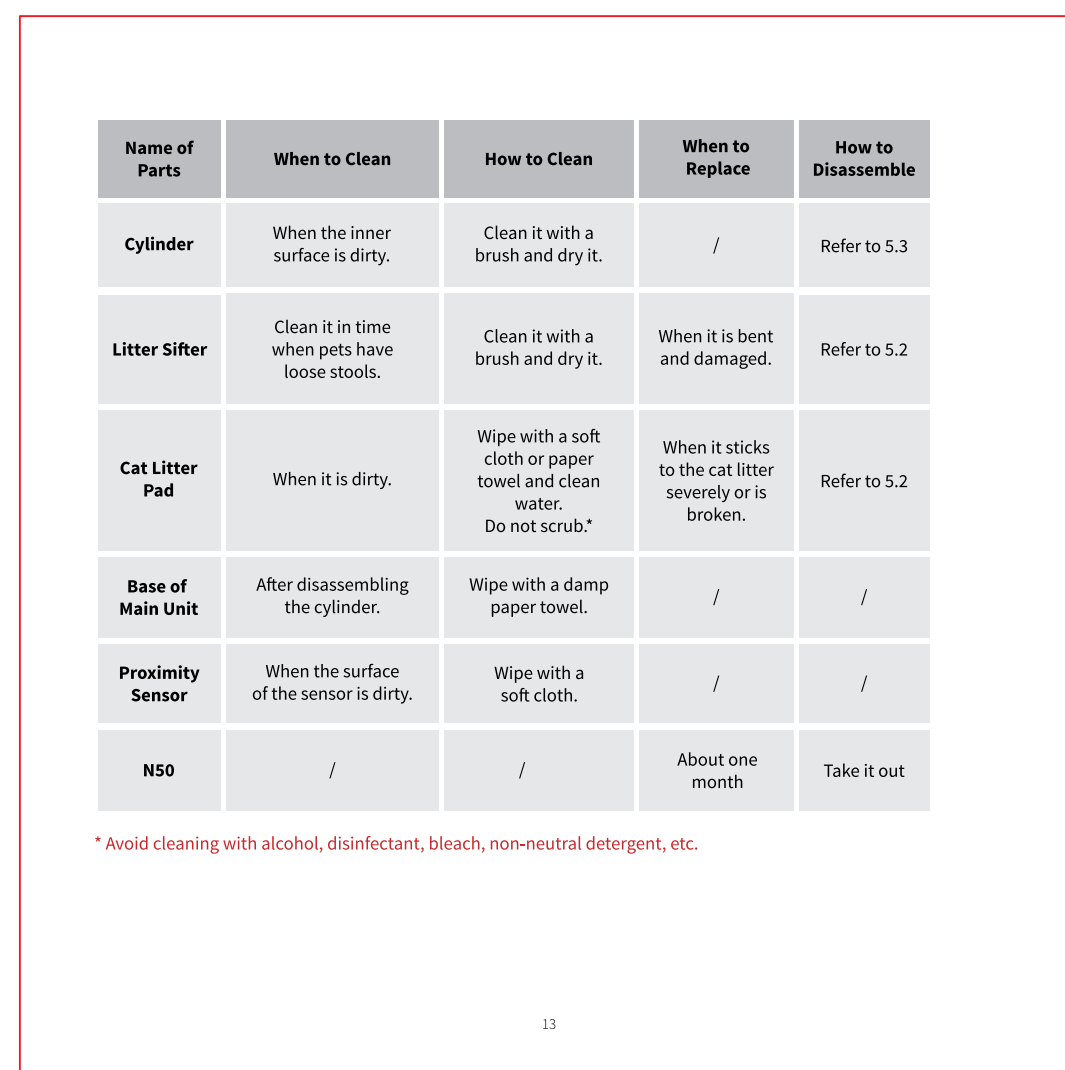 Name of
Parts
When to Clean
How to Clean
When to
Replace
How to
Disassemble
Cylinder
When the inner
surface is dirty.
Clean it with a
brush and dry it.
/
Refer to 5.3
Litter Sifter
Clean it in time
when pets have
loose stools.
Clean it with a
brush and dry it.
When it is bent
and damaged.
Refer to 5.2
Cat Litter
Pad
When it is dirty.
Wipe with a soft
cloth or paper
towel and clean
water.
Do not scrub.*
When it sticks
to the cat litter
severely or is
broken.
Refer to 5.2
Base of
Main Unit
After disassembling
the cylinder.
Wipe with a damp
paper towel.
/
/
Proximity
Sensor
When the surface
of the sensor is dirty.
Wipe with a
soft cloth.
/
/
N50
/
/
About one
month
Take it out
* Avoid cleaning with alcohol, disinfectant, bleach, non-neutral detergent, etc.
13